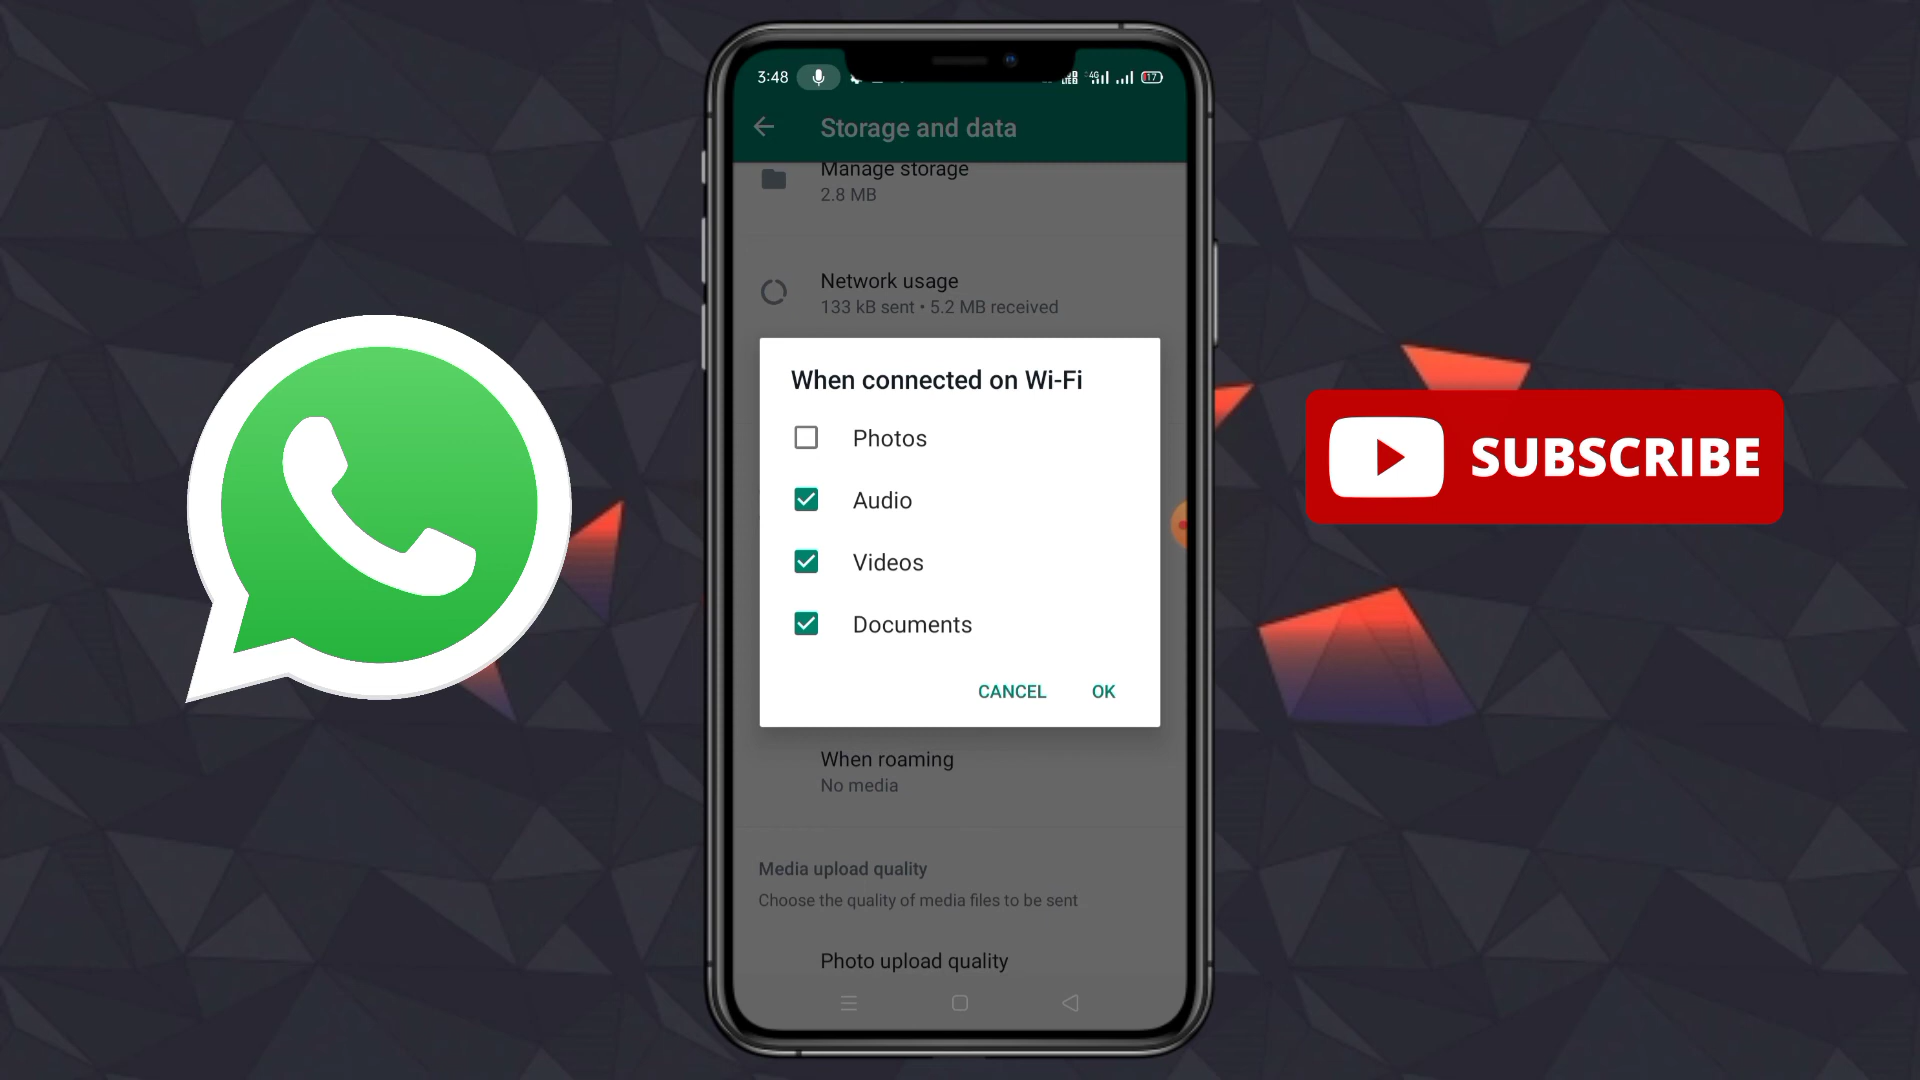 3:48
4G
17
Storage and data
Manage storage
2.8 MB
Network usage
133 kB sent • 5.2 MB received
When connected on Wi-Fi
Photos
Audio
Videos
Documents
CANCEL OK
SUBSCRIBE
When roaming
No media
Media upload quality
Choose the quality of media files to be sent
Photo upload quality